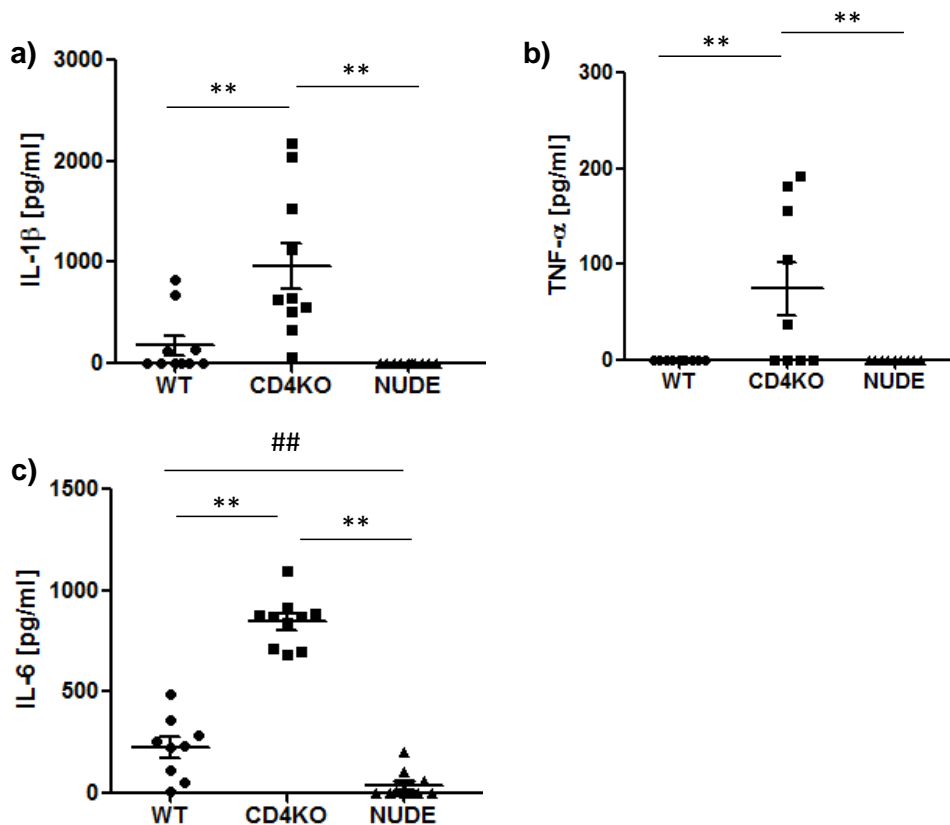 a)
**
**
3000
2000
1000
0
IL-1β [pg/ml]
WT CD4KO NUDE
b)
**
**
300
200
100
0
TNF-α [pg/ml]
WT CD4KO NUDE
c)
##
**
**
1500
1000
500
0
IL-6 [pg/ml]
WT CD4KO NUDE